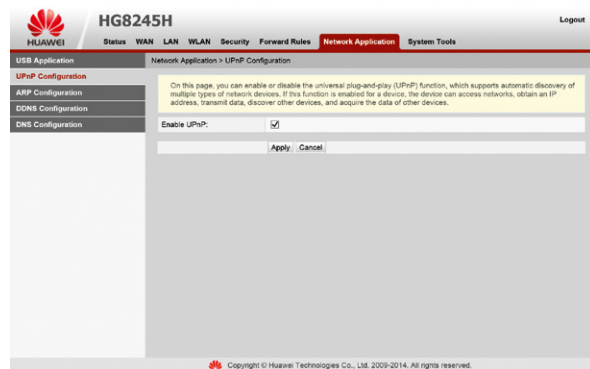 HG8245H
Logout
HUAWEI
Status WAN LAN WLAN Security Forward Rules Network Application System Tools
USB Application
Network Application > UPnP Configuration
UPnP Configuration
ARP Configuration
DDNS Configuration
DNS Configuration
On this page, you can enable or disable the universal plug-and-play (UPnP) function, which supports automatic discovery of
multiple types of network devices. If this function is enabled for a device, the device can access networks, obtain an IP
address, transmit data, discover other devices, and acquire the data of other devices.
Enable UPnP:
Apply Cancel
Copyright © Huawei Technologies Co., Ltd. 2009-2014. All rights reserved.